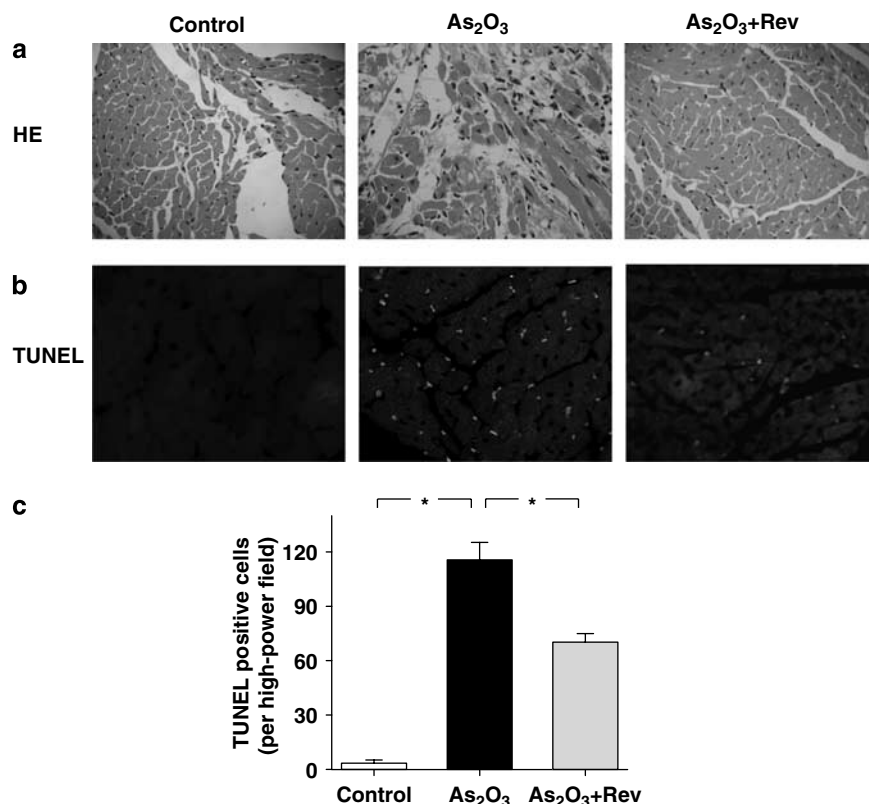 Control As₂O₃ As₂O₃+Rev
a
HE
b
TUNEL
c
* *
TUNEL positive cells
(per high-power field)
120
90
60
30
0
Control As₂O₃ As₂O₃+Rev